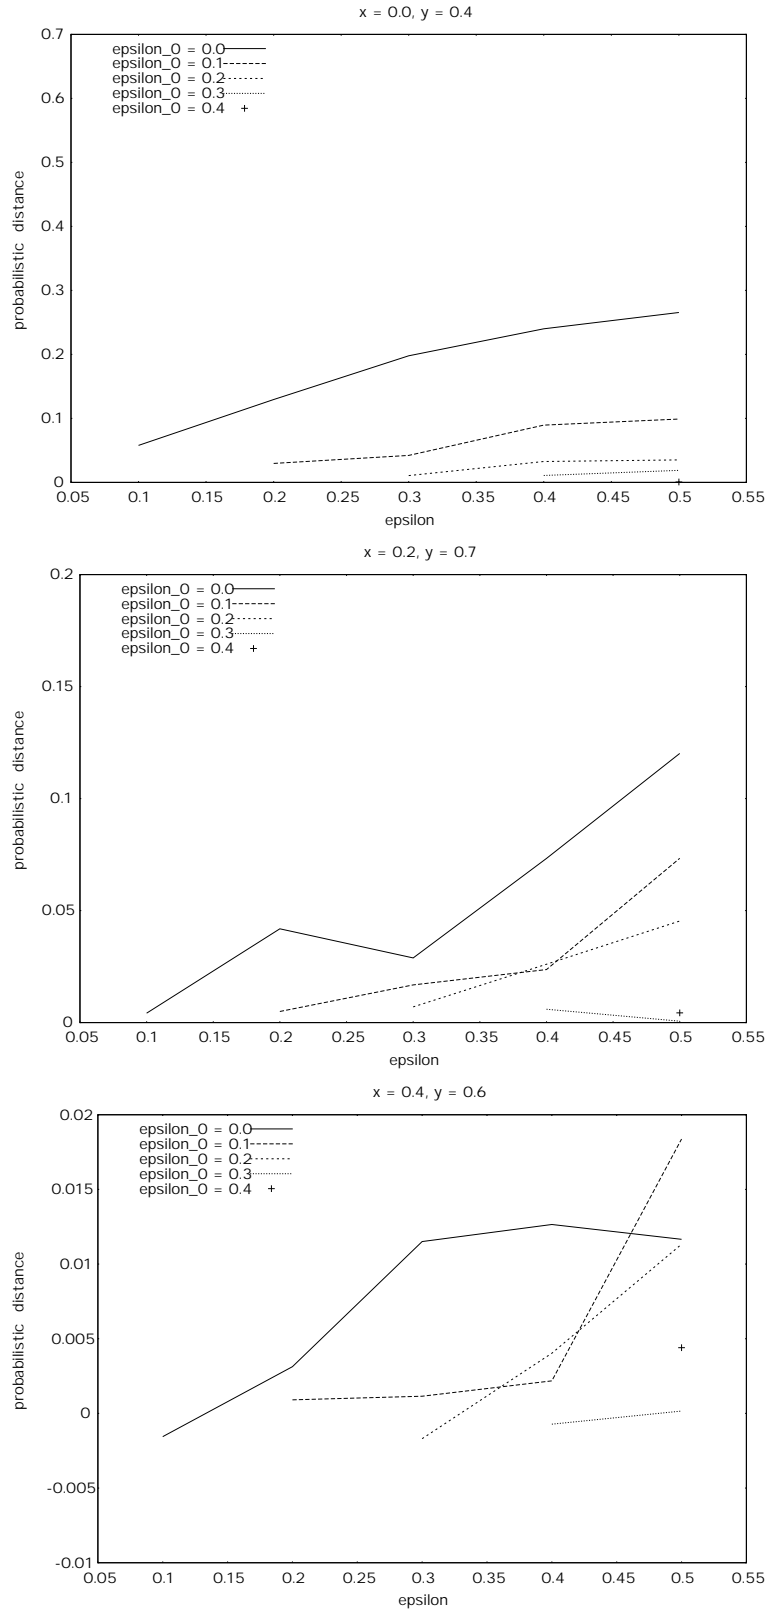 x = 0.0, y = 0.4
0.7
0.6
0.5
0.4
0.3
0.2
0.1
0
probabilistic distance
epsilon_0 = 0.0
epsilon_0 = 0.1
epsilon_0 = 0.2
epsilon_0 = 0.3
epsilon_0 = 0.4
0.05 0.1 0.15 0.2 0.25 0.3 0.35 0.4 0.45 0.5 0.55
epsilon
x = 0.2, y = 0.7
0.2
0.15
0.1
0.05
0
probabilistic distance
epsilon_0 = 0.0
epsilon_0 = 0.1
epsilon_0 = 0.2
epsilon_0 = 0.3
epsilon_0 = 0.4
0.05 0.1 0.15 0.2 0.25 0.3 0.35 0.4 0.45 0.5 0.55
epsilon
x = 0.4, y = 0.6
0.02
0.015
0.01
0.005
0
-0.005
-0.01
probabilistic distance
epsilon_0 = 0.0
epsilon_0 = 0.1
epsilon_0 = 0.2
epsilon_0 = 0.3
epsilon_0 = 0.4
0.05 0.1 0.15 0.2 0.25 0.3 0.35 0.4 0.45 0.5 0.55
epsilon